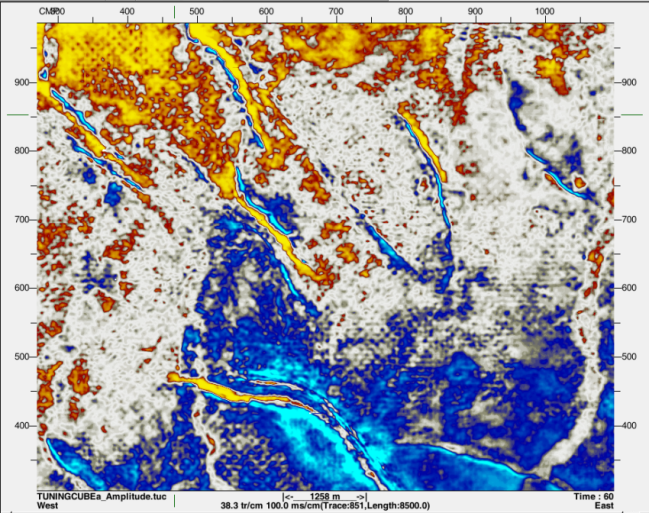 CMP 300 400 500 600 700 800 900 1000
900 900
800 800
700 700
600 600
500 500
400 400
TUNINGCUBEa_Amplitude.tuc |<- 1258 m ->| Time : 60
West 38.3 tr/cm 100.0 ms/cm(Trace:851,Length:8500.0) East